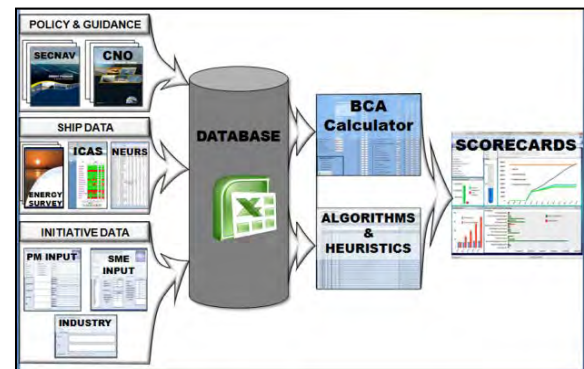 POLICY & GUIDANCE
SECNAV
CNO
SHIP DATA
ENERGY
SURVEY
ICAS
NEURS
INITIATIVE DATA
PM INPUT
SME
INPUT
INDUSTRY
DATABASE
BCA
Calculator
ALGORITHMS
&
HEURISTICS
SCORECARDS